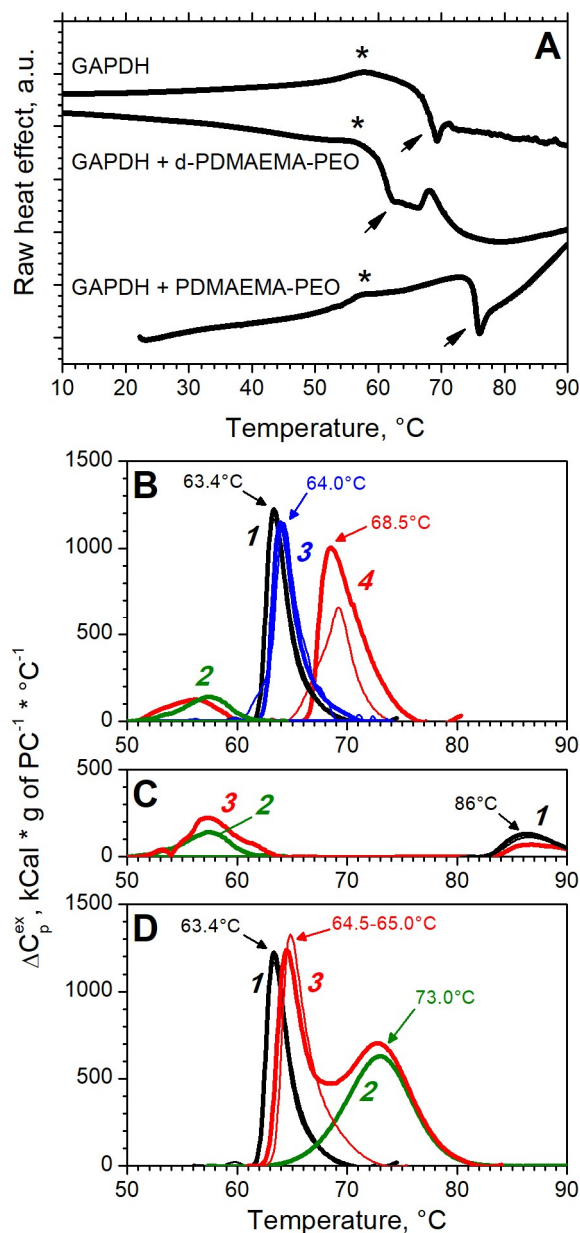 A
GAPDH
*
*
GAPDH + d-PDMAEMA-PEO
*
GAPDH + PDMAEMA-PEO
Raw heat effect, a.u.
10 20 30 40 50 60 70 80 90
Temperature, °C
B
1500
1000
500
0
63.4°C
64.0°C
68.5°C
1
3
4
2
50 60 70 80 90
C
500
0
3
2
86°C
1
50 60 70 80 90
D
1500
1000
500
0
63.4°C
64.5-65.0°C
73.0°C
1
3
2
50 60 70 80 90
Temperature, °C
ΔCpex, kCal * g of PC-1 * °C-1